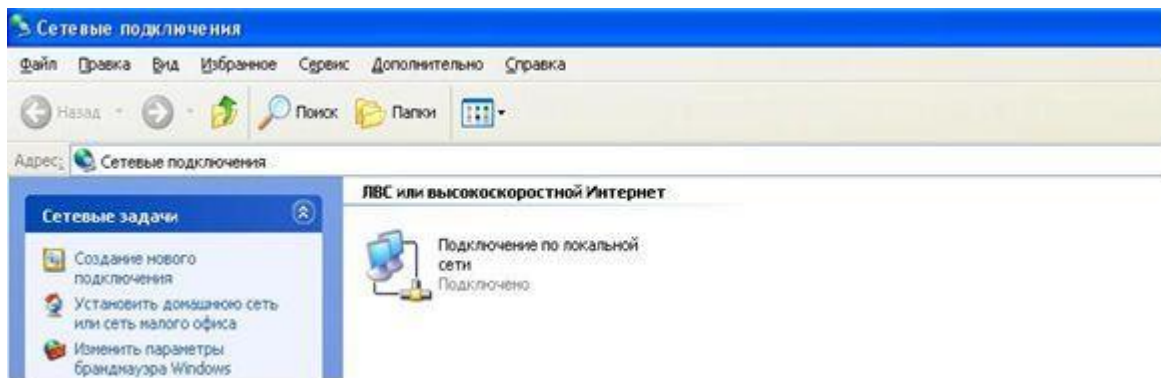 Сетевые подключения
Файл Правка Вид Избранное Сервис Дополнительно Справка
Назад Поиск Папки
Адрес: Сетевые подключения
ЛВС или высокоскоростной Интернет
Сетевые задачи
Подключение по локальной
сети
Подключено
Создание нового
подключения
Установить домашнюю сеть
или сеть малого офиса
Изменить параметры
брандмауэра Windows